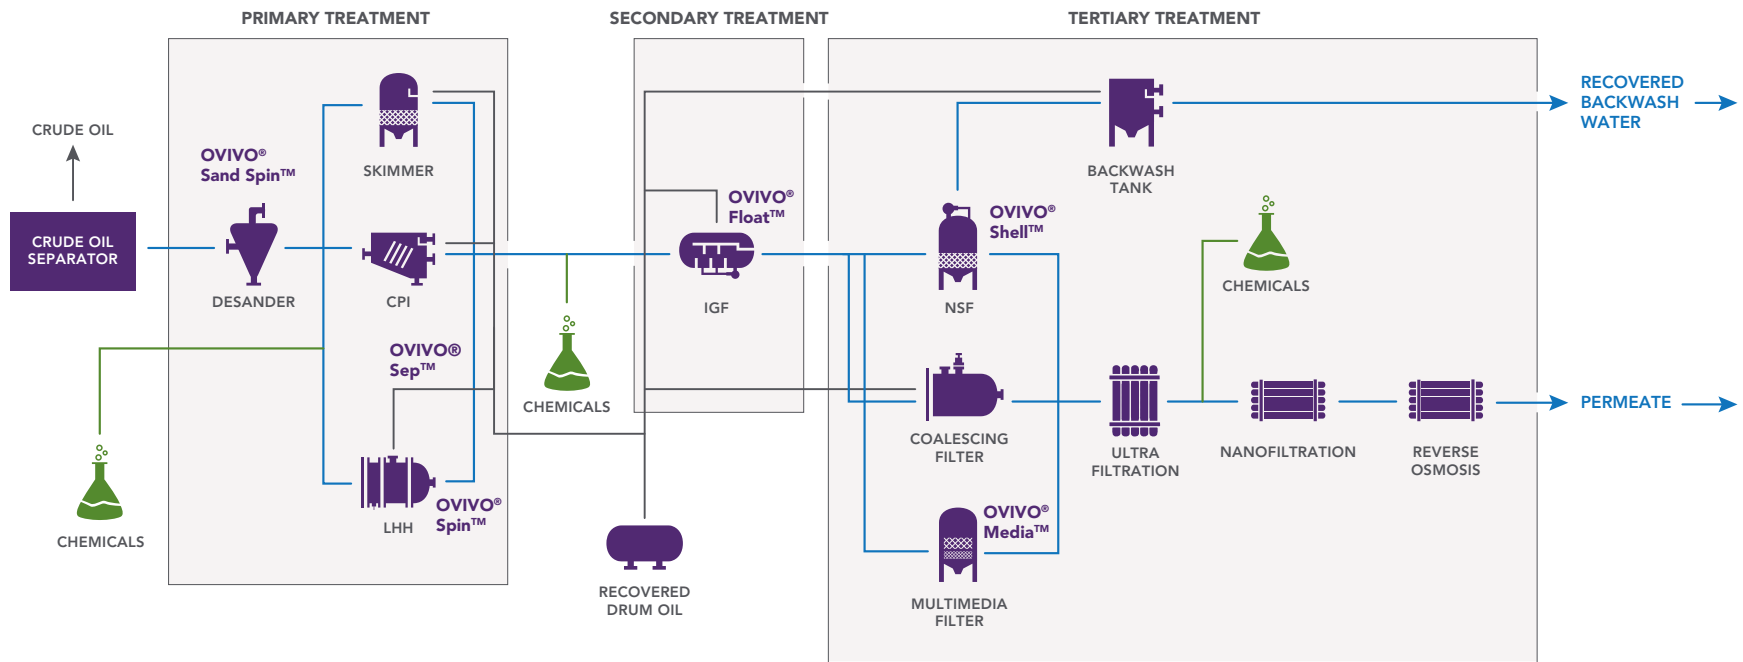 PRIMARY TREATMENT
SECONDARY TREATMENT
TERTIARY TREATMENT
CRUDE OIL
CRUDE OIL
SEPARATOR
OVIVO®
Sand Spin™
DESANDER
CHEMICALS
SKIMMER
CPI
OVIVO®
Sep™
LHH
OVIVO®
Spin™
CHEMICALS
OVIVO®
Float™
IGF
RECOVERED
DRUM OIL
BACKWASH
TANK
OVIVO®
Shell™
NSF
COALESCING
FILTER
OVIVO®
Media™
MULTIMEDIA
FILTER
ULTRA
FILTRATION
CHEMICALS
NANOFILTRATION
REVERSE
OSMOSIS
RECOVERED
BACKWASH
WATER
PERMEATE